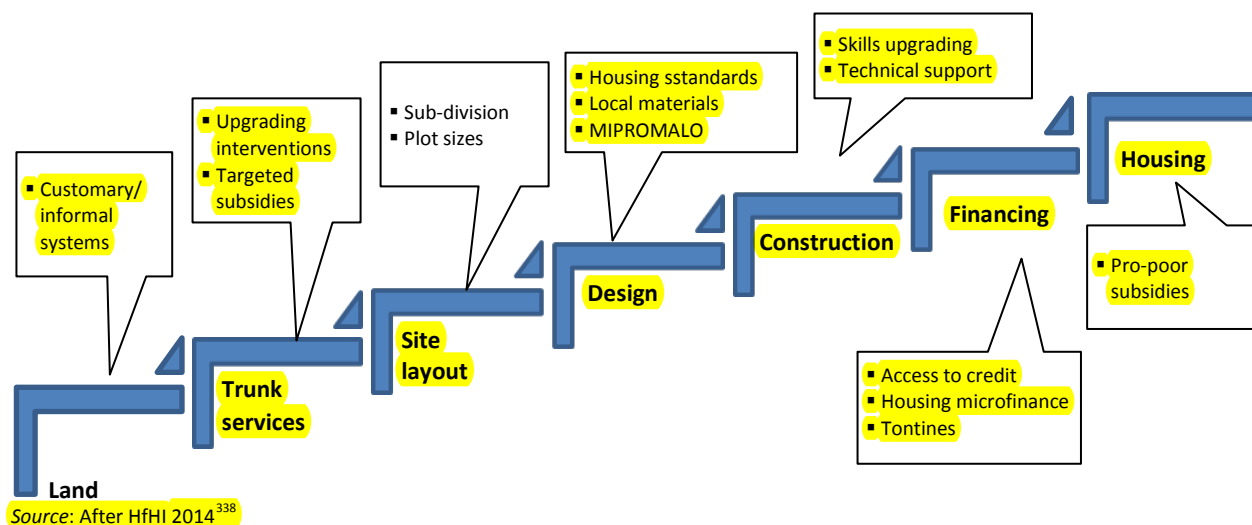 ▪ Customary/
informal
systems
▪ Upgrading
interventions
▪ Targeted
subsidies
▪ Sub-division
▪ Plot sizes
▪ Housing sstandards
▪ Local materials
▪ MIPROMALO
▪ Skills upgrading
▪ Technical support
Land
Trunk
services
Site
layout
Design
Construction
Financing
Housing
▪ Access to credit
▪ Housing microfinance
▪ Tontines
▪ Pro-poor
subsidies
Source: After HfHI 2014338